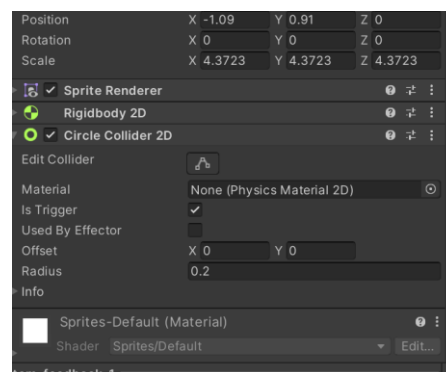 Position X -1.09 Y 0.91 Z 0
Rotation X 0 Y 0 Z 0
Scale X 4.3723 Y 4.3723 Z 4.3723
Sprite Renderer
Rigidbody 2D
Circle Collider 2D
Edit Collider
Material None (Physics Material 2D)
Is Trigger
Used By Effector
Offset X 0 Y 0
Radius 0.2
Info
Sprites-Default (Material)
Shader Sprites/Default Edit...